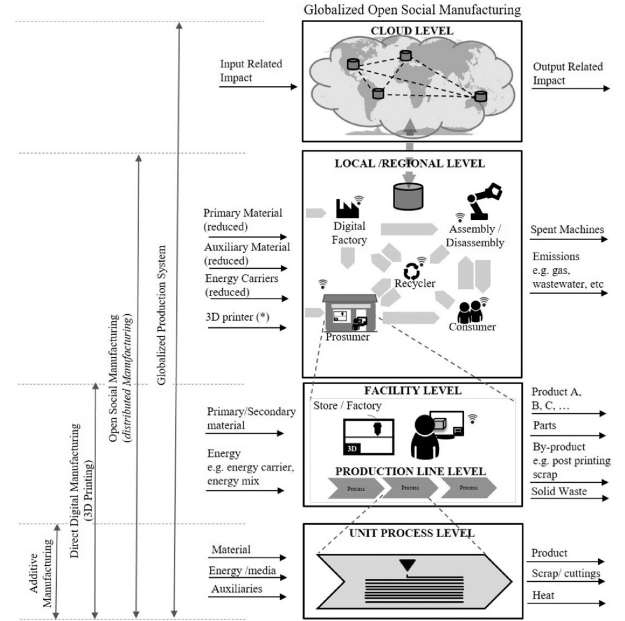 Globalized Open Social Manufacturing
CLOUD LEVEL
Input Related
Impact
Output Related
Impact
LOCAL /REGIONAL LEVEL
Primary Material
(reduced)
Auxiliary Material
(reduced)
Energy Carriers
(reduced)
3D printer (*)
Digital
Factory
Assembly /
Disassembly
Recycler
Prosumer
Consumer
Spent Machines
Emissions
e.g. gas,
wastewater, etc
FACILITY LEVEL
Store / Factory
3D
PRODUCTION LINE LEVEL
Process
Process
Process
Primary/Secondary
material
Energy
e.g. energy carrier,
energy mix
Product A,
B, C, …
Parts
By-product
e.g. post printing
scrap
Solid Waste
UNIT PROCESS LEVEL
Material
Energy /media
Auxiliaries
Product
Scrap/ cuttings
Heat
Additive
Manufacturing
Direct Digital Manufacturing
(3D Printing)
Open Social Manufacturing
(distributed Manufacturing)
Globalized Production System